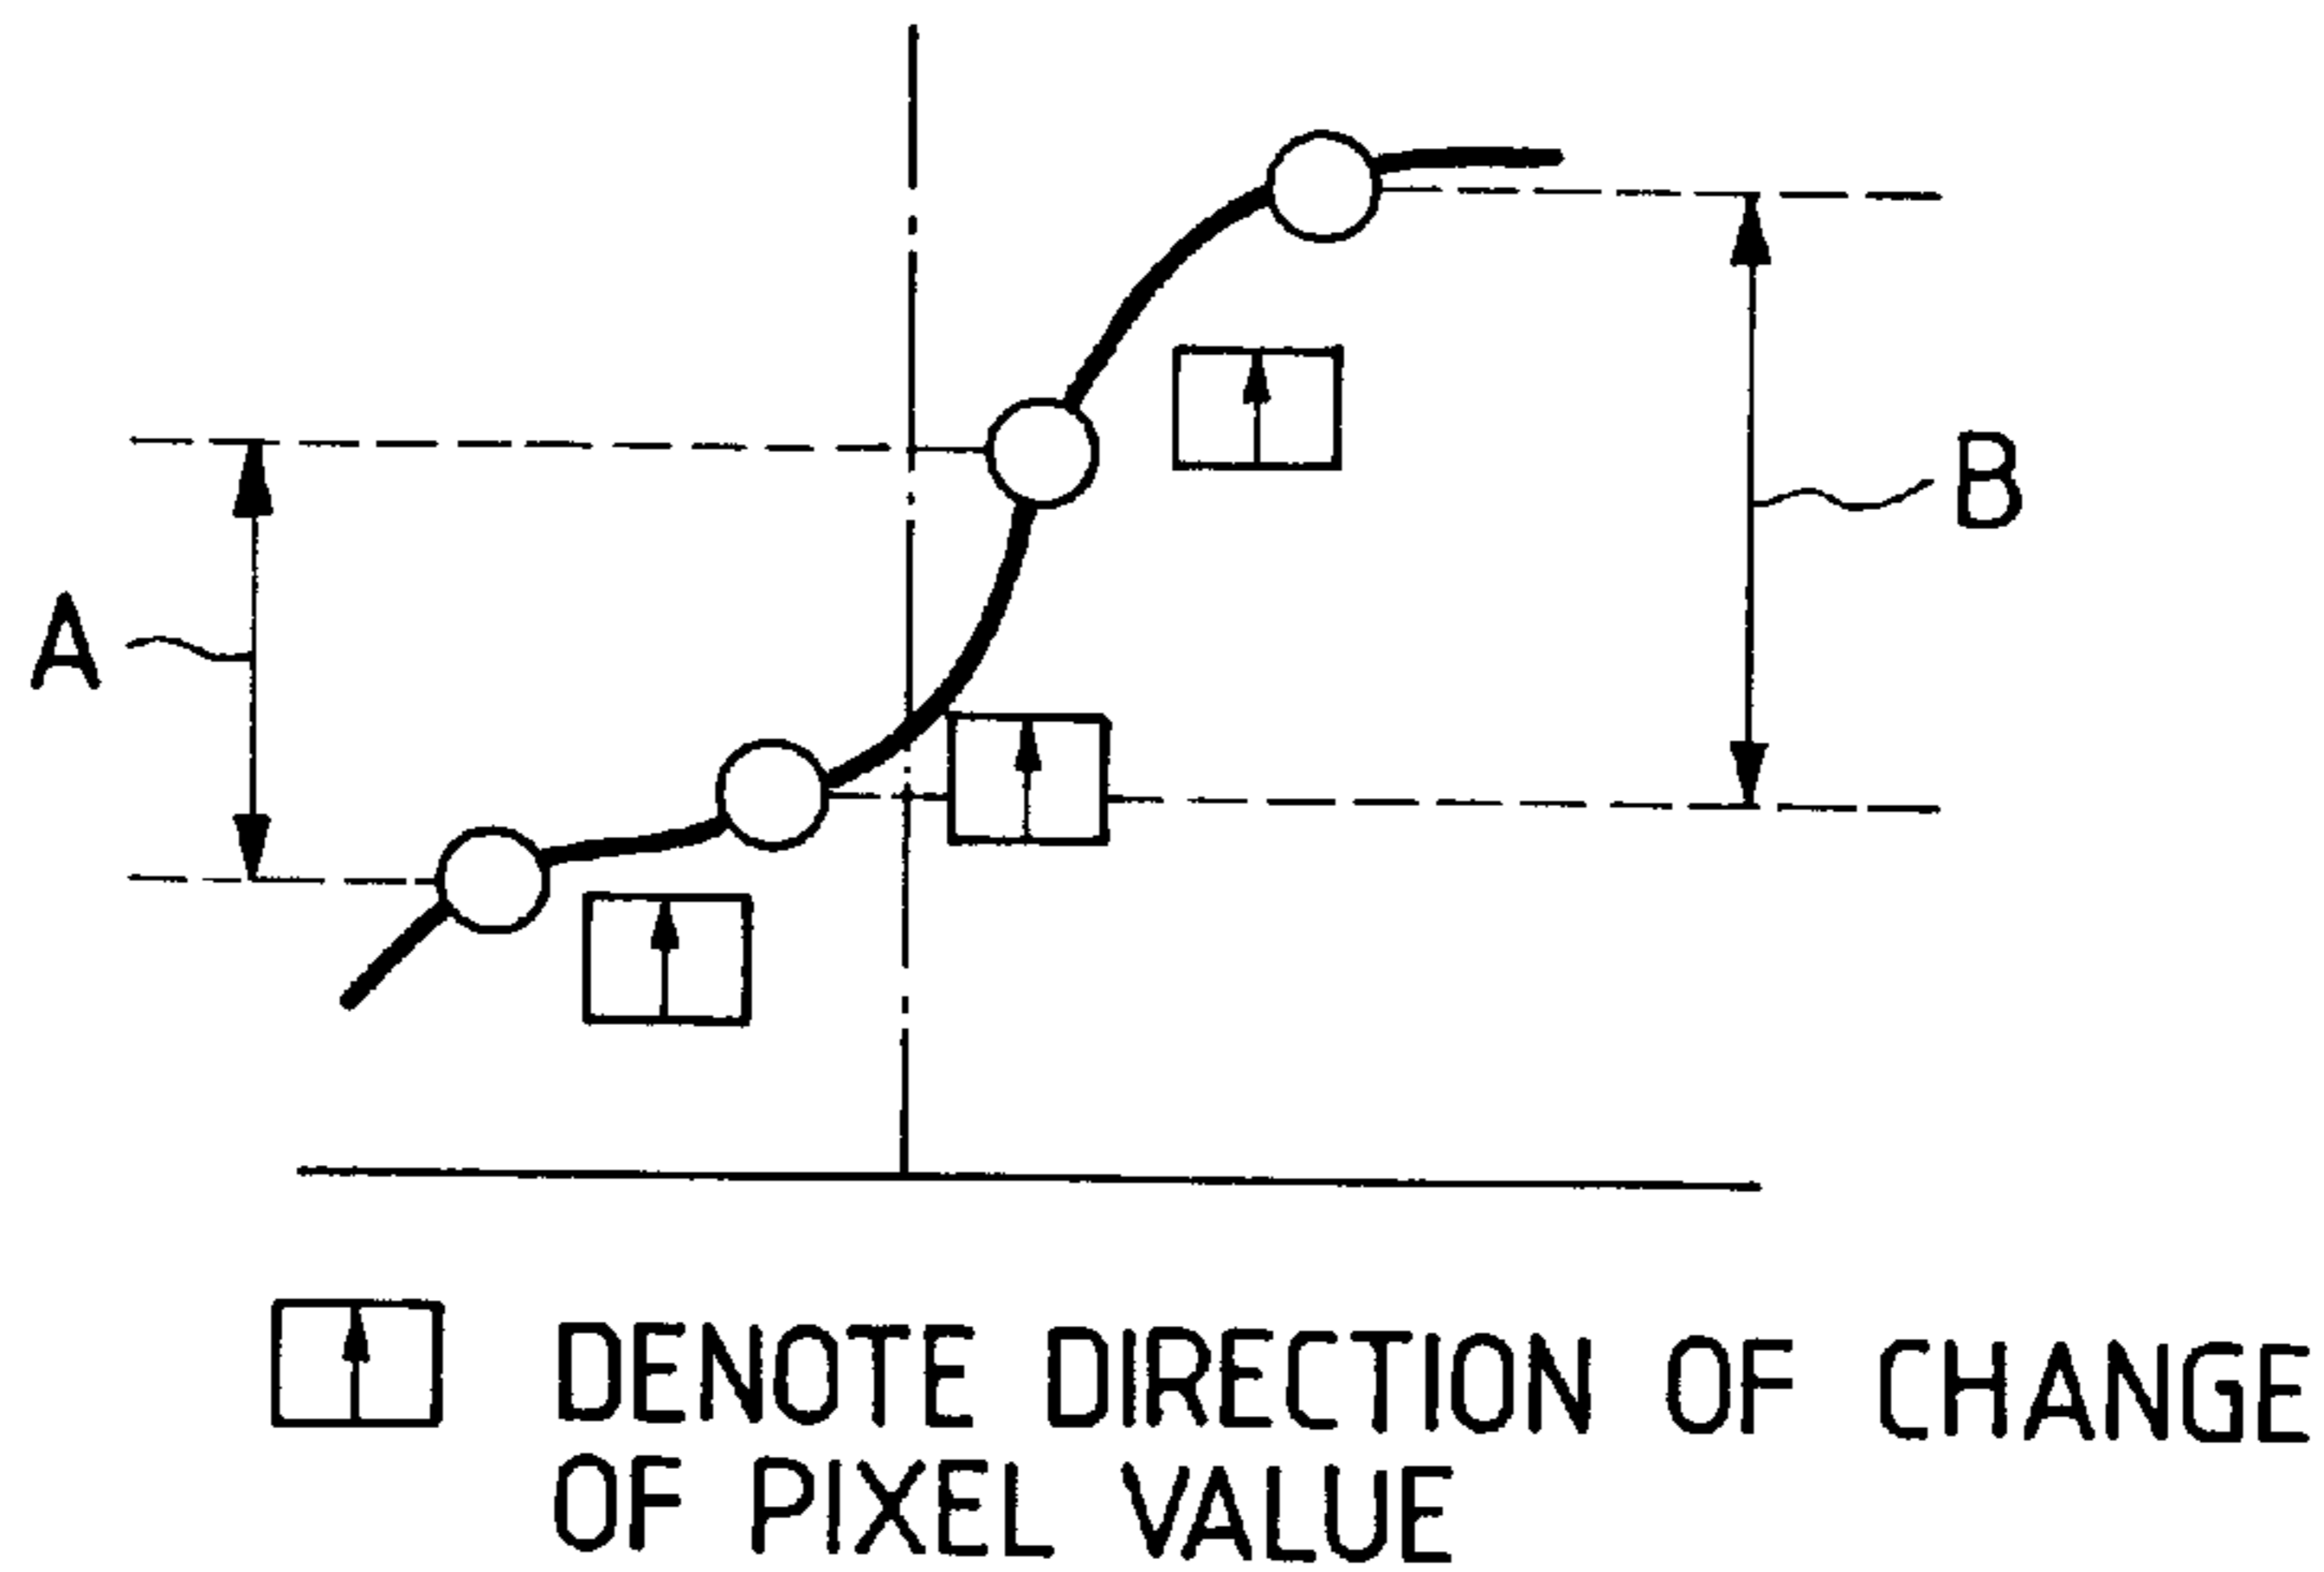 A
B
DENOTE DIRECTION OF CHANGE
OF PIXEL VALUE